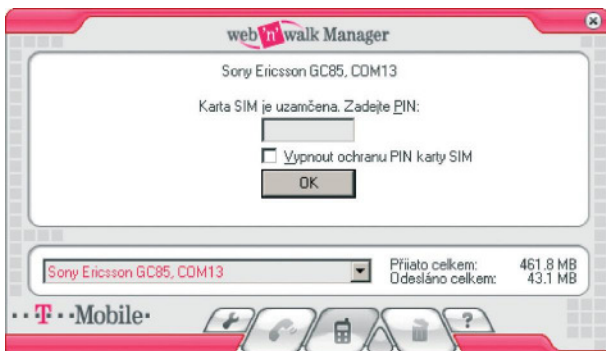 web 'n' walk Manager
Sony Ericsson GC85, COM13
Karta SIM je uzamčena. Zadejte PIN:
Vypnout ochranu PIN karty SIM
OK
Sony Ericsson GC85, COM13
Přijato celkem: 461.8 MB
Odesláno celkem: 43.1 MB
··T··Mobile·
?